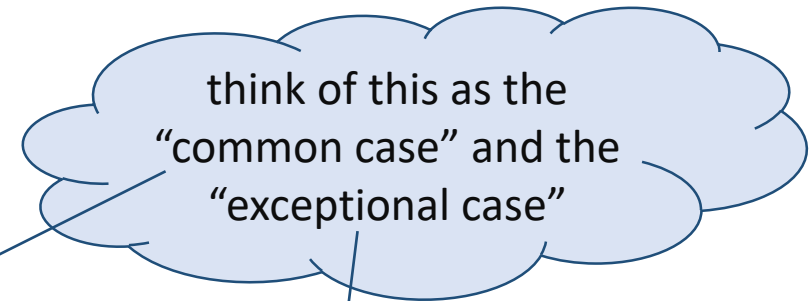 think of this as the
“common case” and the
“exceptional case”